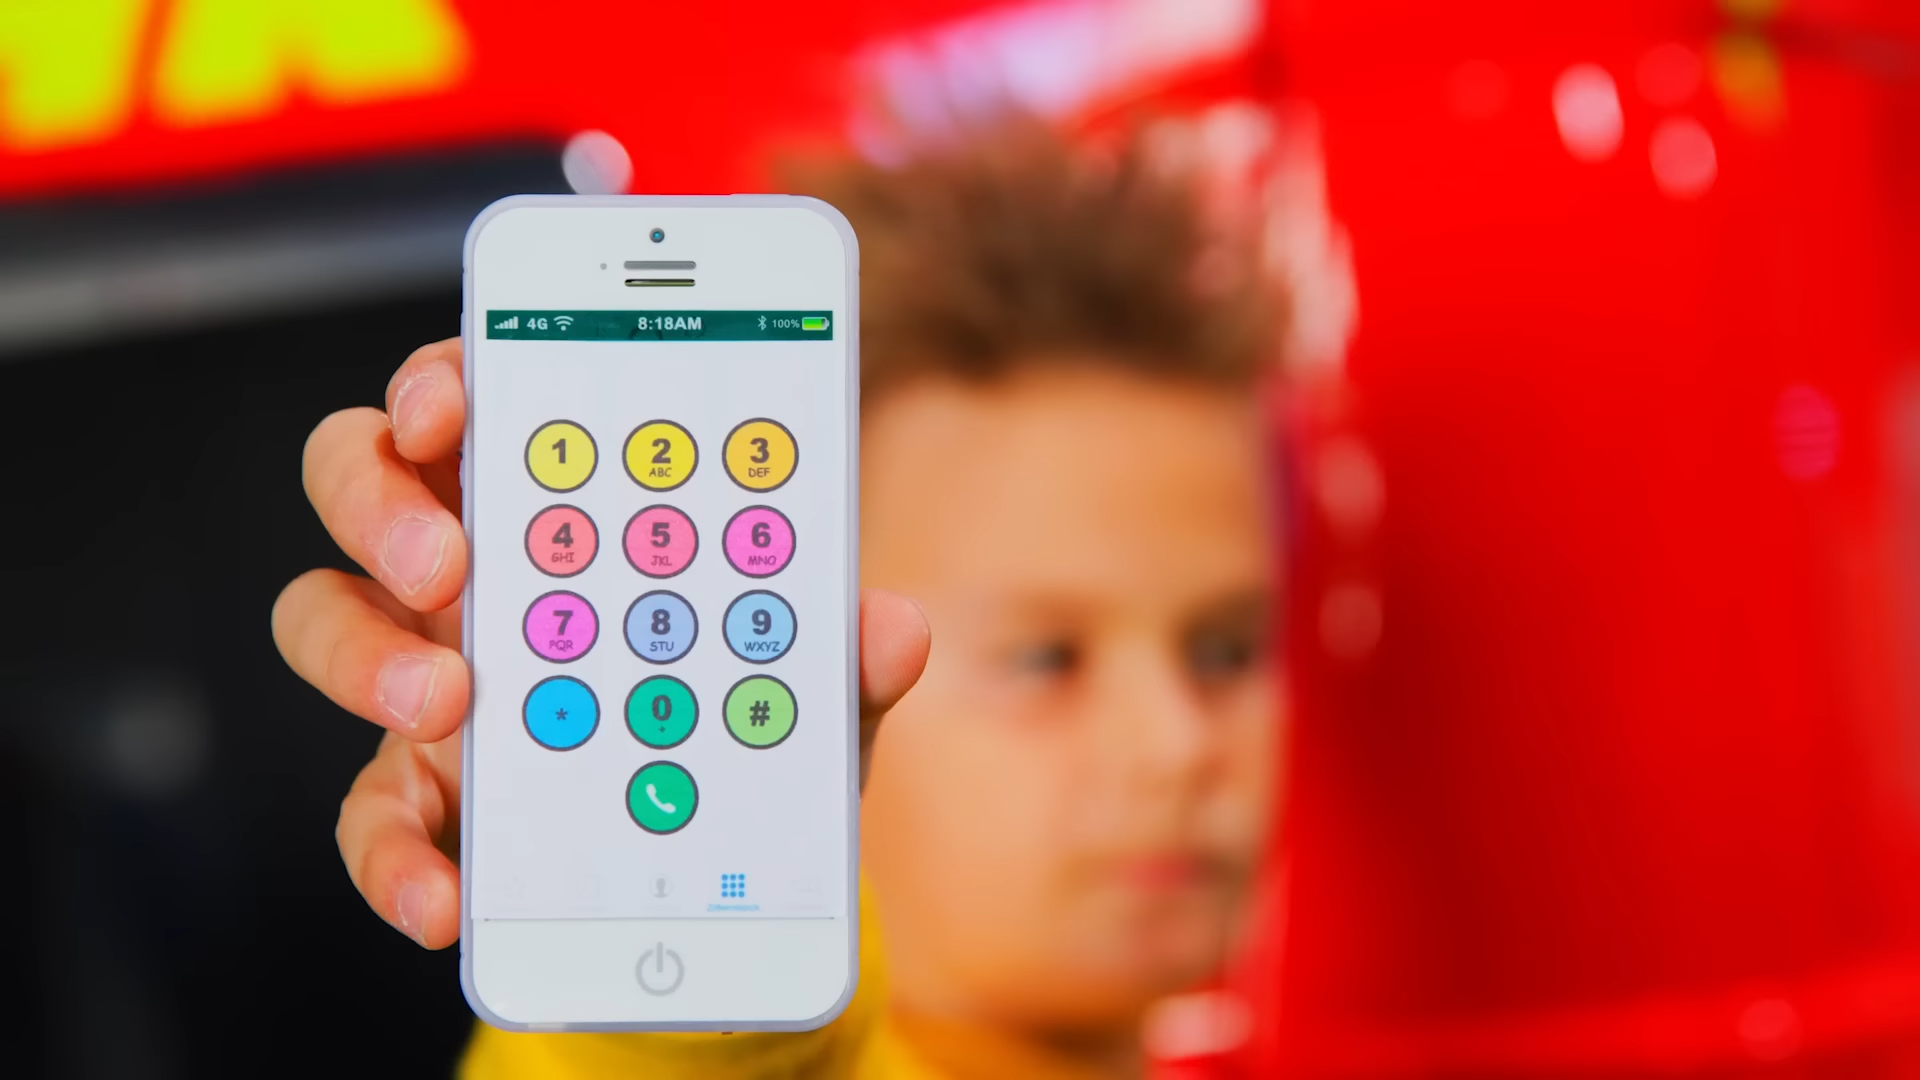 4G 8:18AM 100%
1 2 3
ABC DEF
4 5 6
GHI JKL MNO
7 8 9
PQR STU WXYZ
* 0 #
+